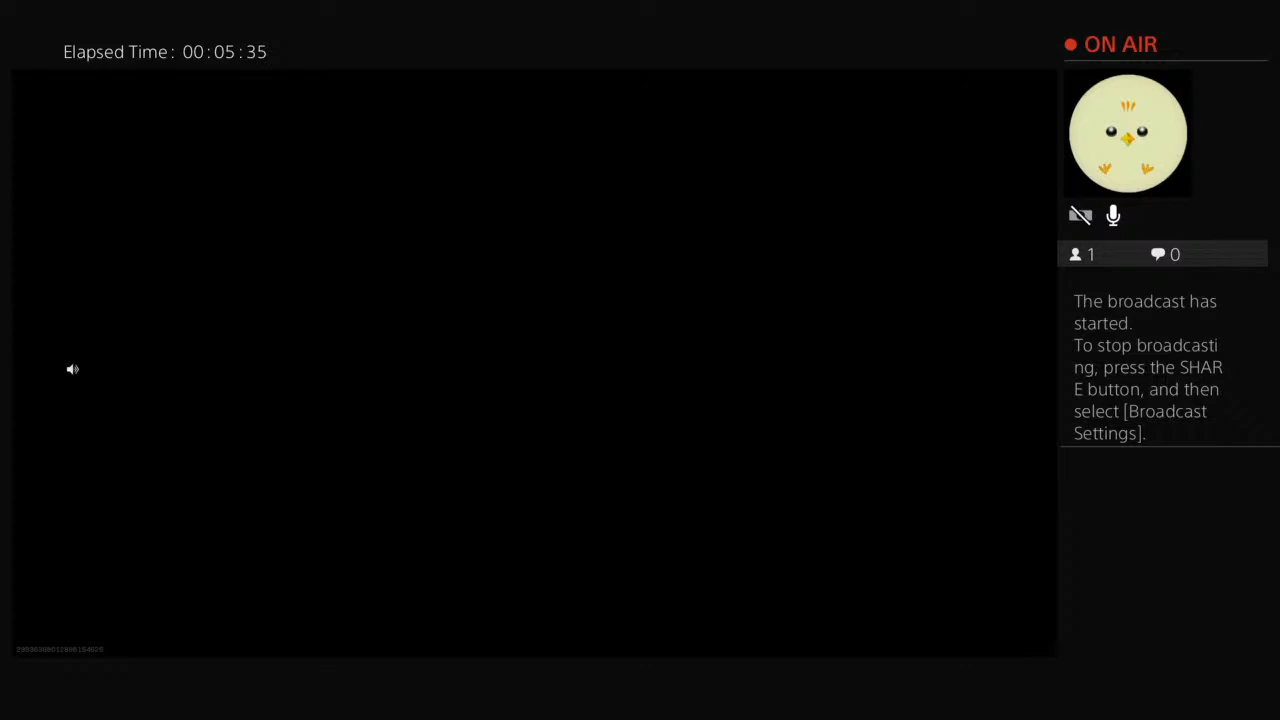 Elapsed Time: 00:05:35
ON AIR
1 0
The broadcast has
started.
To stop broadcasti
ng, press the SHAR
E button, and then
select [Broadcast
Settings].